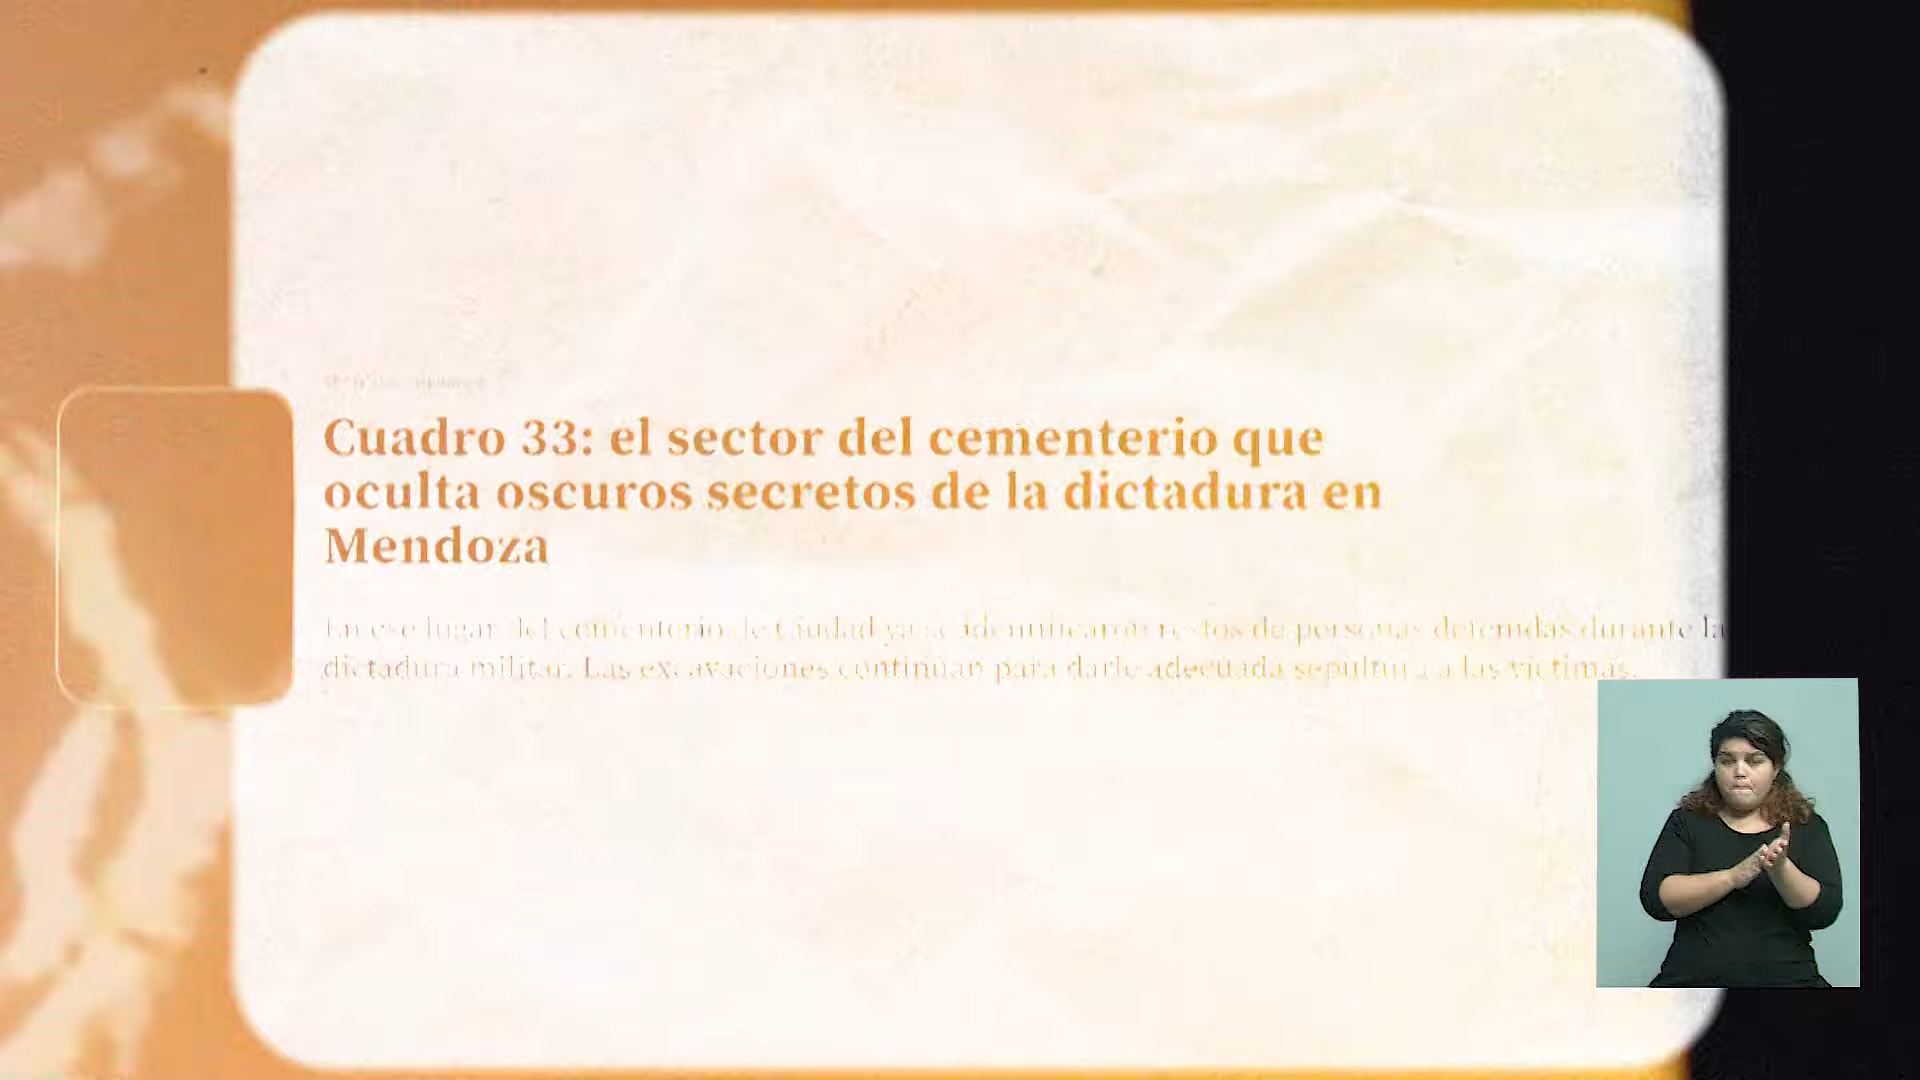 Cuadro 33: el sector del cementerio que
oculta oscuros secretos de la dictadura en
Mendoza
En ese lugar del cementerio de Ciudad ya se identificaron restos de personas detenidas durante la
dictadura militar. Las excavaciones continúan para darle adecuada sepultura a las víctimas.